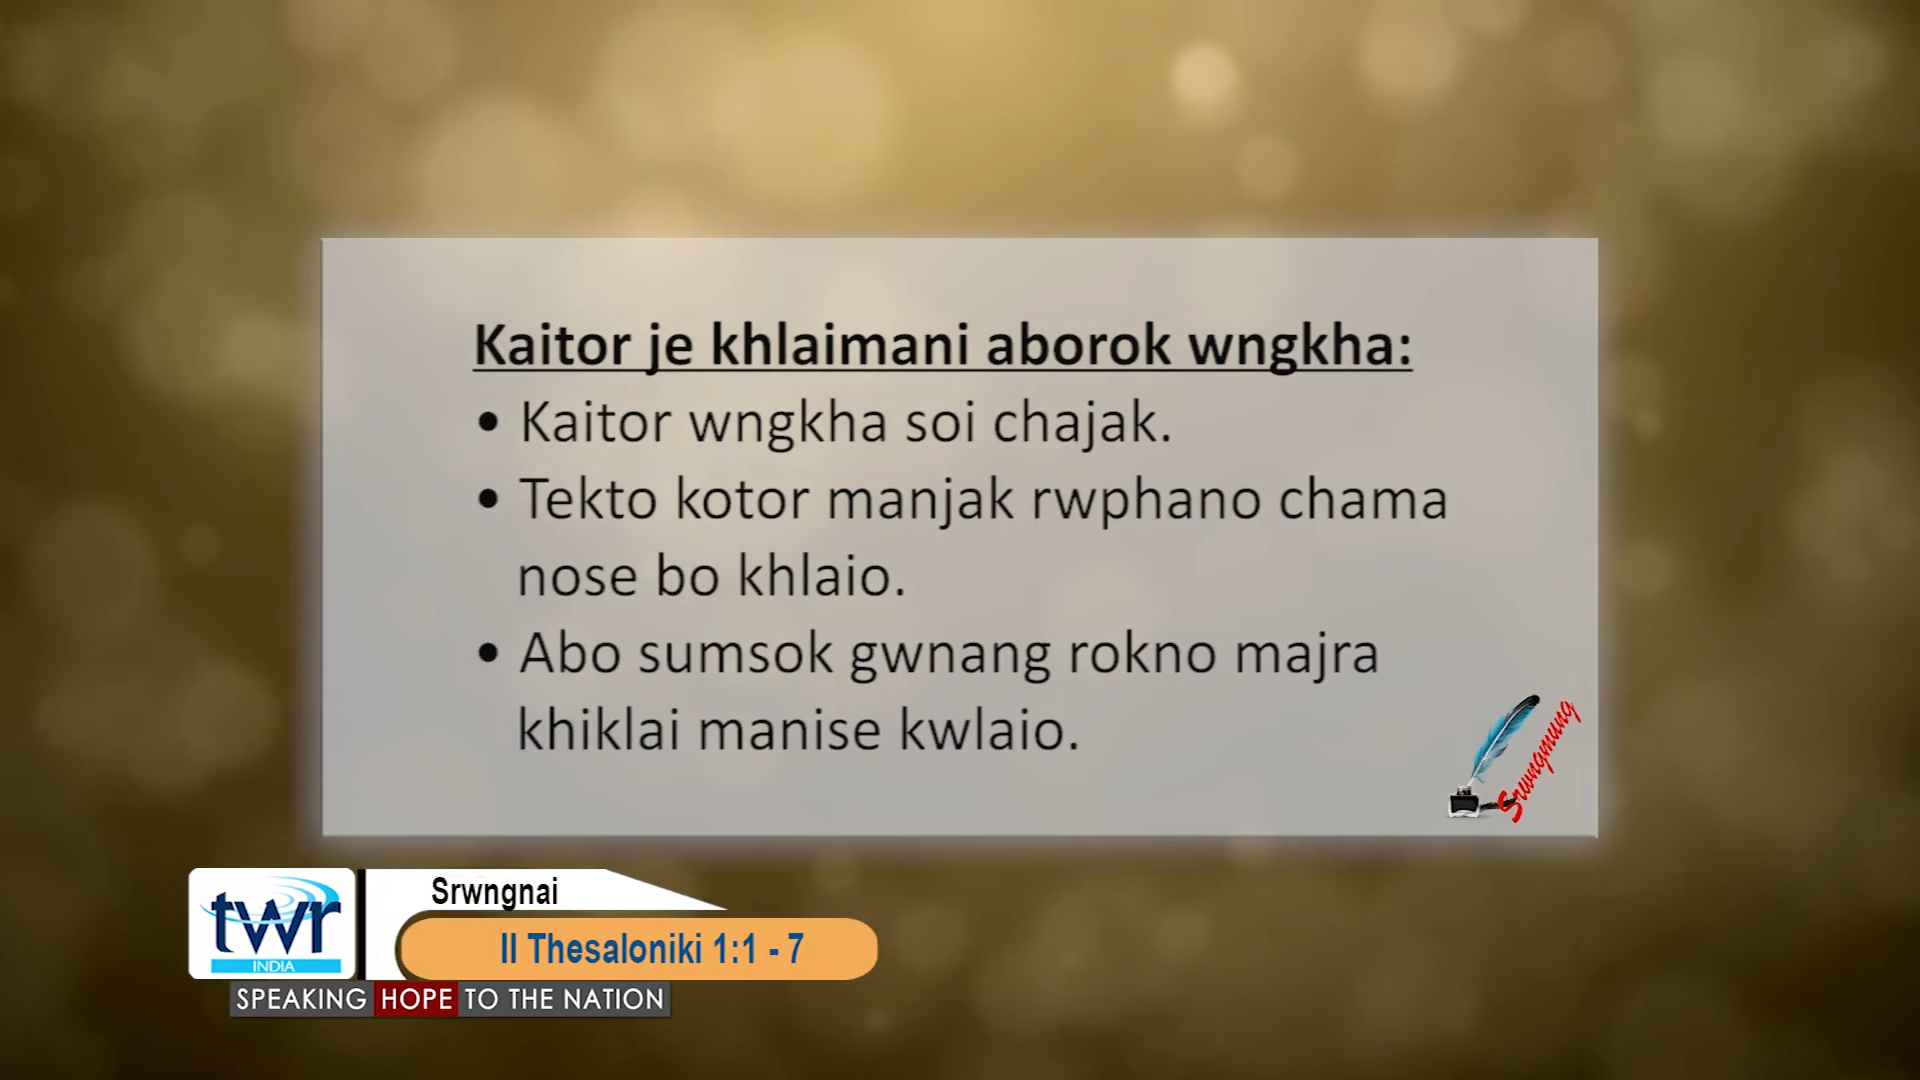 Kaitor je khlaimani aborok wngkha:
• Kaitor wngkha soi chajak.
• Tekto kotor manjak rwphano chama
nose bo khlaio.
• Abo sumsok gwnang rokno majra
khiklai manise kwlaio.
Srwngmung
twr
INDIA
Srwngnai
II Thesaloniki 1:1 - 7
SPEAKING HOPE TO THE NATION